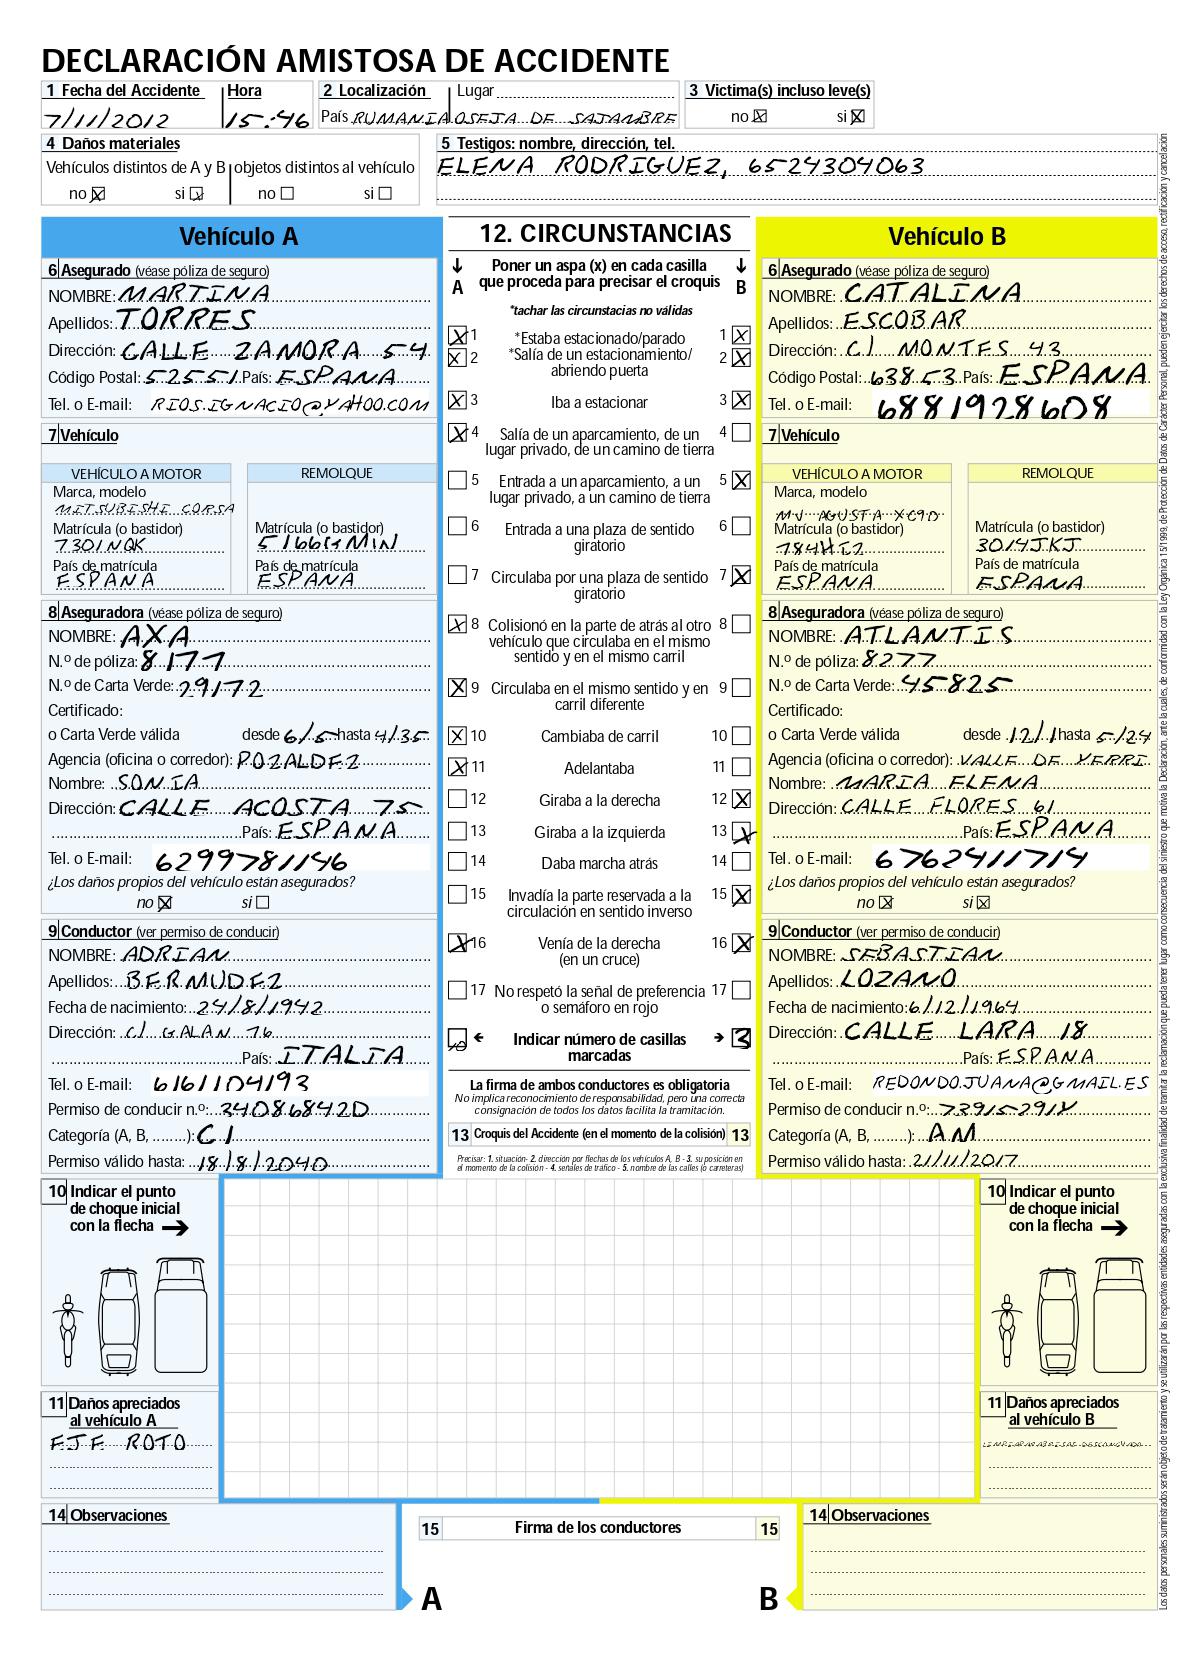 DECLARACIÓN AMISTOSA DE ACCIDENTE
1 Fecha del Accidente Hora 2 Localización Lugar 3 Victima(s) incluso leve(s)
7/11/2012 15:46 País RUMANIA OSEJA DE SAJAMBRE no si
4 Daños materiales 5 Testigos: nombre, dirección, tel.
Vehículos distintos de A y B objetos distintos al vehículo ELENA RODRIGUEZ, 6524304063
no si no si
Vehículo A
6 Asegurado (véase póliza de seguro)
NOMBRE: MARTINA
Apellidos: TORRES
Dirección: CALLE ZAMORA 54
Código Postal: 52551 País: ESPANA
Tel. o E-mail: RIOS.IGNACIO@YAHOO.COM
7 Vehículo
VEHÍCULO A MOTOR REMOLQUE
Marca, modelo
MITSUBISHI CORSA
Matrícula (o bastidor) Matrícula (o bastidor)
7301NQK 5166GMIN
País de matrícula País de matrícula
ESPANA ESPANA
8 Aseguradora (véase póliza de seguro)
NOMBRE: AXA
N.º de póliza: 8177
N.º de Carta Verde: 29172
Certificado:
o Carta Verde válida desde 6/5 hasta 4/35
Agencia (oficina o corredor): POZALDEZ
Nombre: SONIA
Dirección: CALLE ACOSTA 75
País: ESPANA
Tel. o E-mail: 6299781146
¿Los daños propios del vehículo están asegurados?
no si
9 Conductor (ver permiso de conducir)
NOMBRE: ADRIAN
Apellidos: BERMUDEZ
Fecha de nacimiento: 24/8/1942
Dirección: C/ GALAN 76
País: ITALIA
Tel. o E-mail: 6161104193
Permiso de conducir n.º: 34086842D
Categoría (A, B, ........): C1
Permiso válido hasta: 18/8/2040
10 Indicar el punto
de choque inicial
con la flecha
11 Daños apreciados
al vehículo A
EJE ROTO
14 Observaciones
12. CIRCUNSTANCIAS
A Poner un aspa (x) en cada casilla B
que proceda para precisar el croquis
*tachar las circunstacias no válidas
1 *Estaba estacionado/parado 1
2 *Salía de un estacionamiento/ 2
abriendo puerta
3 Iba a estacionar 3
4 Salía de un aparcamiento, de un 4
lugar privado, de un camino de tierra
5 Entrada a un aparcamiento, a un 5
lugar privado, a un camino de tierra
6 Entrada a una plaza de sentido 6
giratorio
7 Circulaba por una plaza de sentido 7
giratorio
8 Colisionó en la parte de atrás al otro 8
vehículo que circulaba en el mismo
sentido y en el mismo carril
9 Circulaba en el mismo sentido y en 9
carril diferente
10 Cambiaba de carril 10
11 Adelantaba 11
12 Giraba a la derecha 12
13 Giraba a la izquierda 13
14 Daba marcha atrás 14
15 Invadía la parte reservada a la 15
circulación en sentido inverso
16 Venía de la derecha 16
(en un cruce)
17 No respetó la señal de preferencia 17
o semáforo en rojo
10 Indicar número de casillas 3
marcadas
La firma de ambos conductores es obligatoria
No implica reconocimiento de responsabilidad, pero una correcta
consignación de todos los datos facilita la tramitación.
13 Croquis del Accidente (en el momento de la colisión) 13
Precisar: 1. situación- 2. dirección por flechas de los vehículos A, B - 3. su posición en
el momento de la colisión - 4. señales de tráfico - 5. nombre de las calles (o carreteras)
15 Firma de los conductores 15
A B
Vehículo B
6 Asegurado (véase póliza de seguro)
NOMBRE: CATALINA
Apellidos: ESCOBAR
Dirección: C/ MONTES 43
Código Postal: 63853 País: ESPANA
Tel. o E-mail: 6881928608
7 Vehículo
VEHÍCULO A MOTOR REMOLQUE
Marca, modelo
MV AGUSTA XC90
Matrícula (o bastidor) Matrícula (o bastidor)
784HIZ 3014JKJ
País de matrícula País de matrícula
ESPANA ESPANA
8 Aseguradora (véase póliza de seguro)
NOMBRE: ATLANTIS
N.º de póliza: 8277
N.º de Carta Verde: 45825
Certificado:
o Carta Verde válida desde 12/1 hasta 5/24
Agencia (oficina o corredor): VALLE DE YERRI
Nombre: MARIA ELENA
Dirección: CALLE FLORES 61
País: ESPANA
Tel. o E-mail: 6762411714
¿Los daños propios del vehículo están asegurados?
no si
9 Conductor (ver permiso de conducir)
NOMBRE: SEBASTIAN
Apellidos: LOZANO
Fecha de nacimiento: 6/12/1964
Dirección: CALLE LARA 18
País: ESPANA
Tel. o E-mail: REDONDOJUANA@GMAIL.ES
Permiso de conducir n.º: 73915291X
Categoría (A, B, ........): AM
Permiso válido hasta: 21/11/2017
10 Indicar el punto
de choque inicial
con la flecha
11 Daños apreciados
al vehículo B
LIMPIAPARABRISAS DESCONCHADO
14 Observaciones
Los datos personales suministrados serán objeto de tratamiento y se utilizarán por las respectivas entidades aseguradas con la exclusiva finalidad de tramitar la reclamación que pueda tener lugar como consecuencia del siniestro que motiva la Declaración, ante la cuales, de conformidad con la Ley Orgánica 15/1999, de Protección de Datos de Carácter Personal, pueden ejercitar los derechos de acceso, rectificación y cancelación